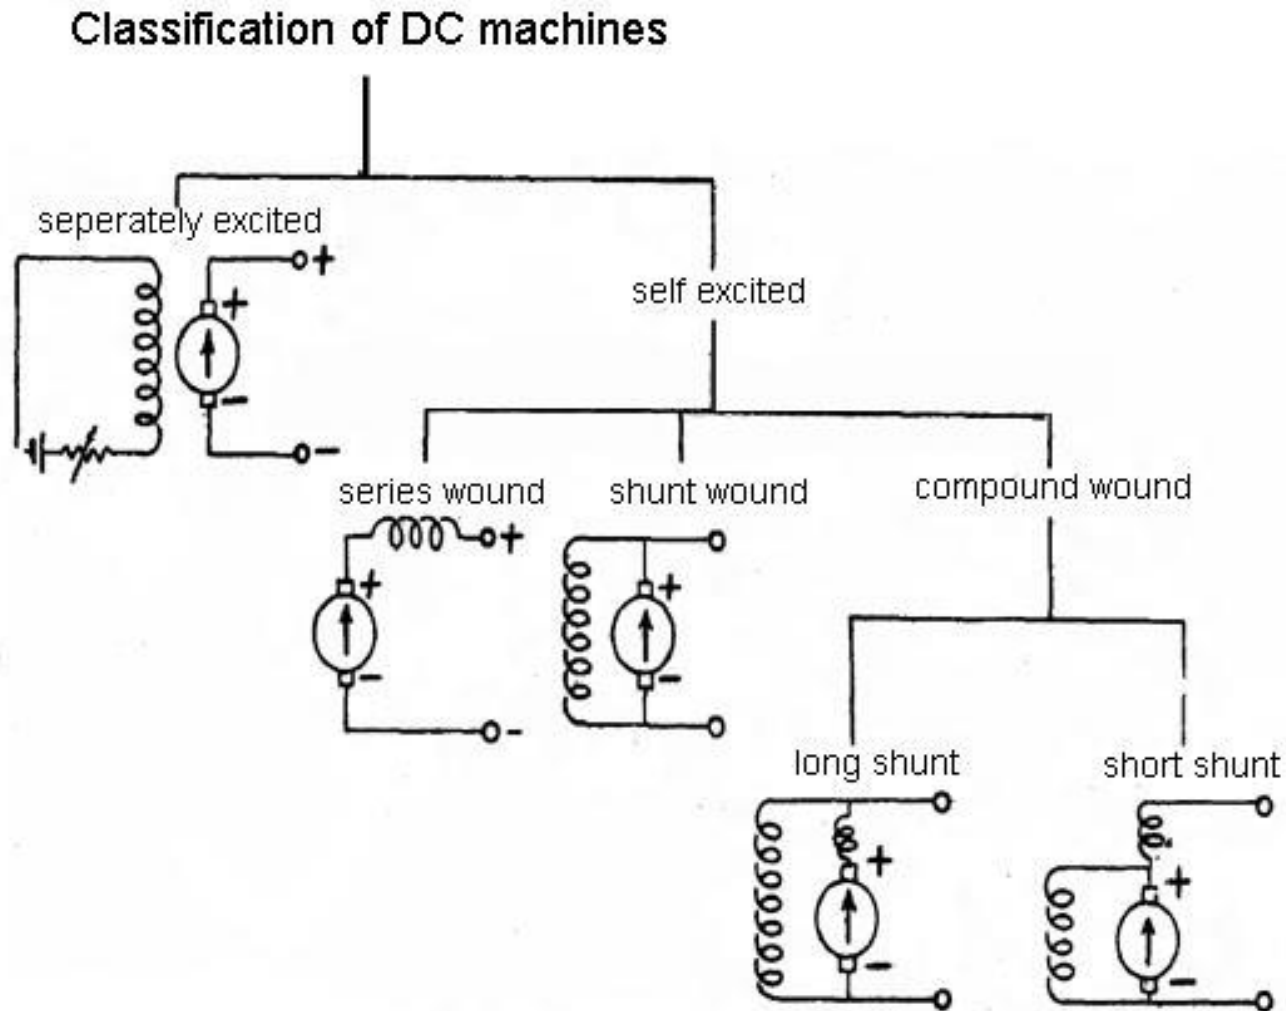 Classification of DC machines
seperately excited
+
+
−
−
self excited
series wound
shunt wound
compound wound
+
+
−
-
+
−
long shunt
short shunt
+
−
+
−